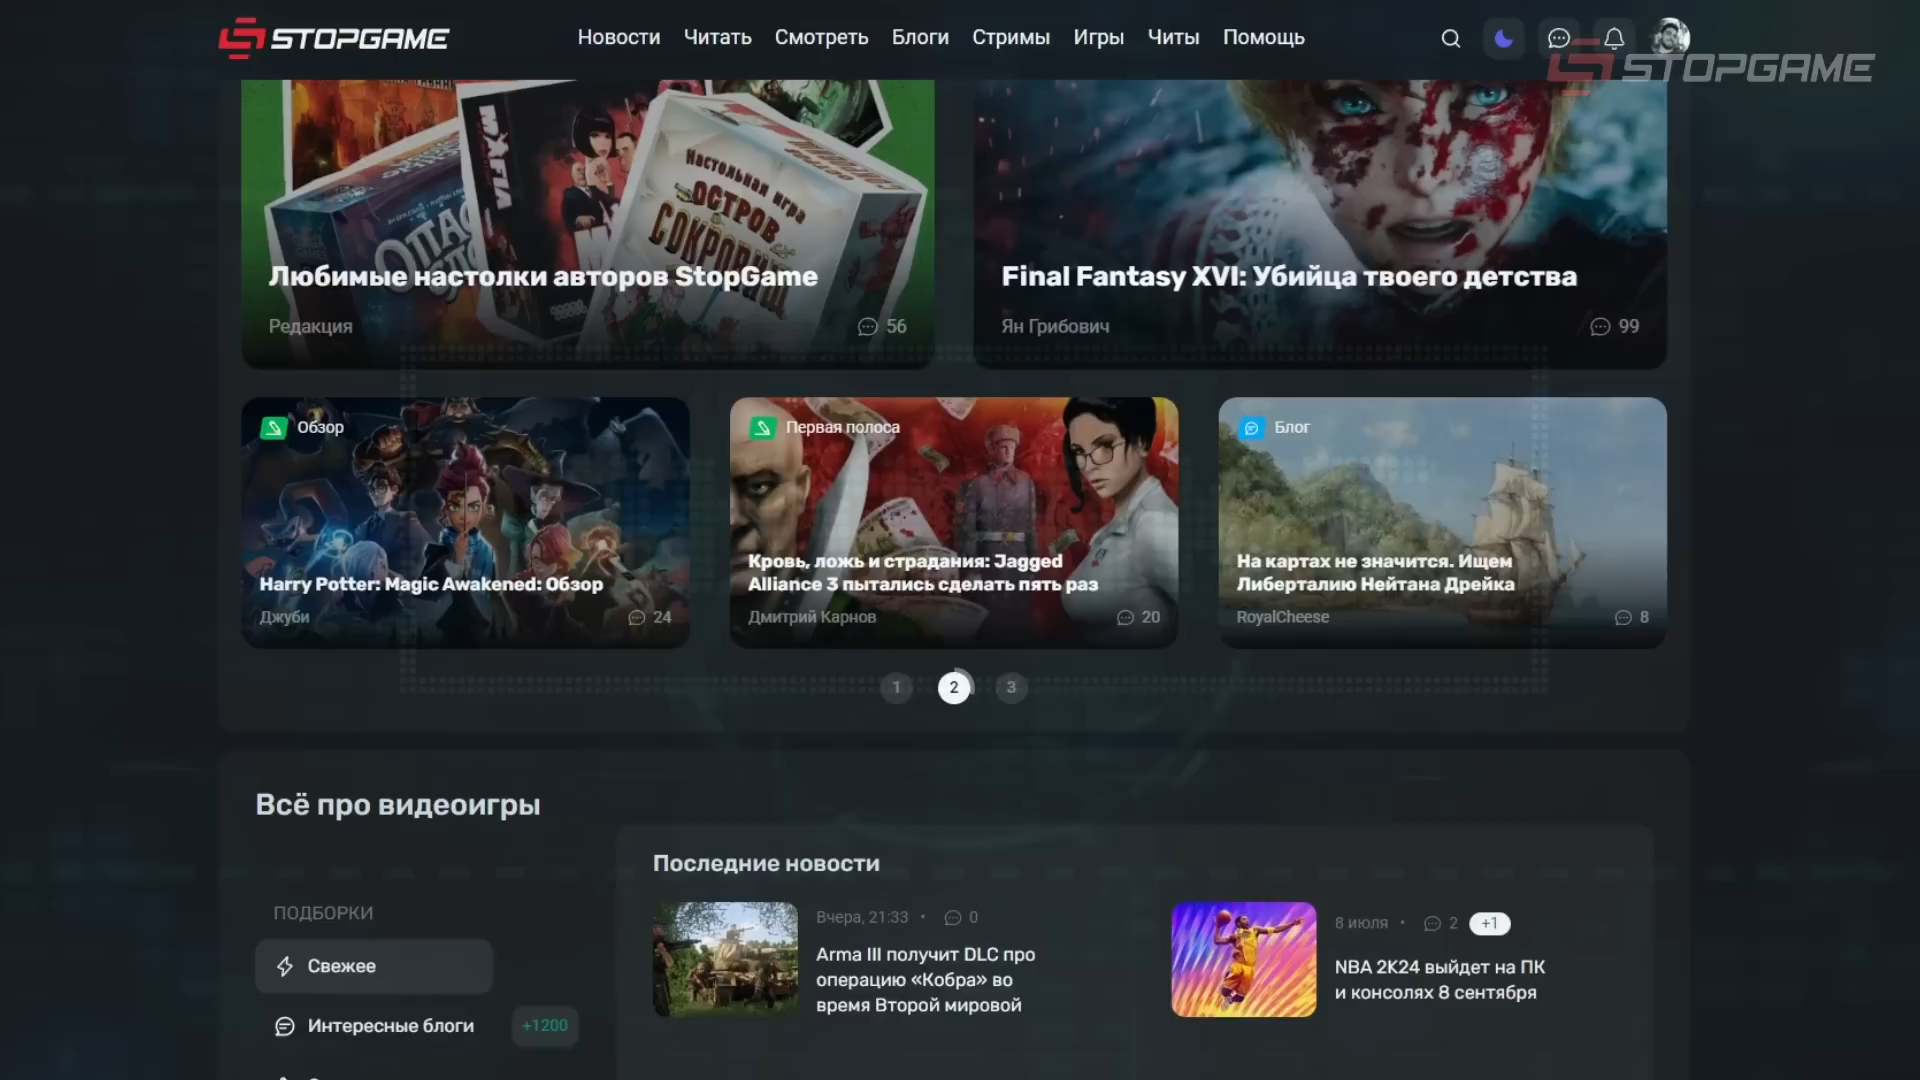 STOPGAME
Новости Читать Смотреть Блоги Стримы Игры Читы Помощь
STOPGAME
MAFIA
Настольная игра
ОСТРОВ
СОКРОВИЩ
Любимые настолки авторов StopGame
Редакция
56
Final Fantasy XVI: Убийца твоего детства
Ян Грибович
99
Обзор
Harry Potter: Magic Awakened: Обзор
Джуби
24
Первая полоса
Кровь, ложь и страдания: Jagged
Alliance 3 пытались сделать пять раз
Дмитрий Карнов
20
Блог
На картах не значится. Ищем
Либерталию Нейтана Дрейка
RoyalCheese
8
1 2 3
Всё про видеоигры
ПОДБОРКИ
Свежее
Интересные блоги
+1200
Последние новости
Вчера, 21:33 • 0
Arma III получит DLC про
операцию «Кобра» во
время Второй мировой
8 июля • 2 +1
NBA 2K24 выйдет на ПК
и консолях 8 сентября